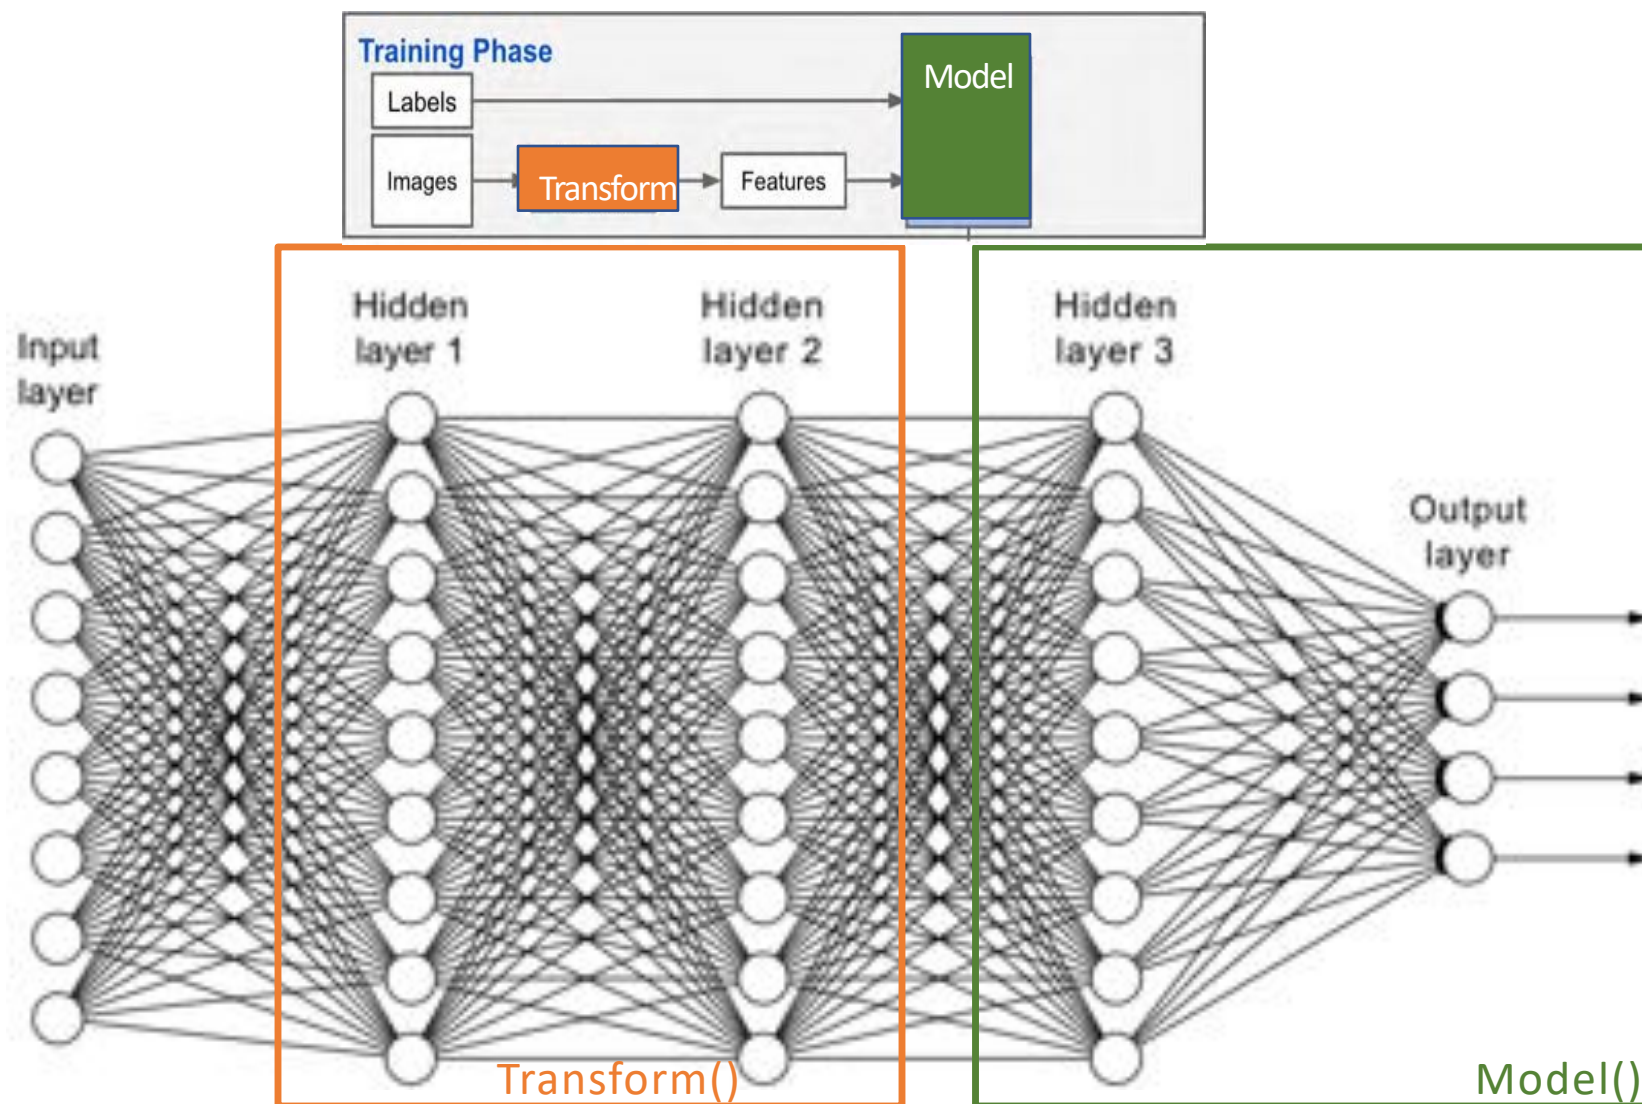 Training Phase
Labels
Model
Images
Transform
Features
Input
layer
Hidden
layer 1
Hidden
layer 2
Hidden
layer 3
Output
layer
Transform()
Model()